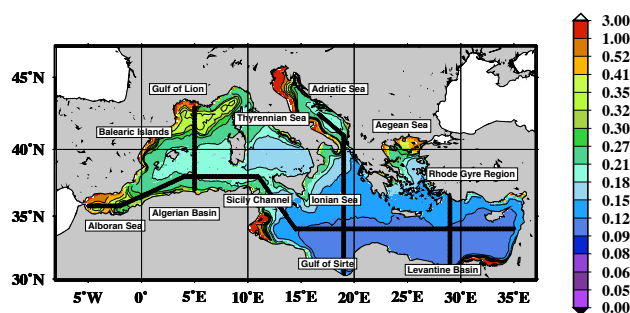 45°N
40°N
35°N
30°N
5°W
0°
5°E
10°E
15°E
20°E
25°E
30°E
35°E
Gulf of Lion
Adriatic Sea
Thyrennian Sea
Aegean Sea
Balearic Islands
Rhode Gyre Region
Sicily Channel
Ionian Sea
Algerian Basin
Alboran Sea
Gulf of Sirte
Levantine Basin
3.00
1.00
0.52
0.41
0.35
0.32
0.30
0.27
0.21
0.18
0.15
0.12
0.09
0.08
0.06
0.05
0.00